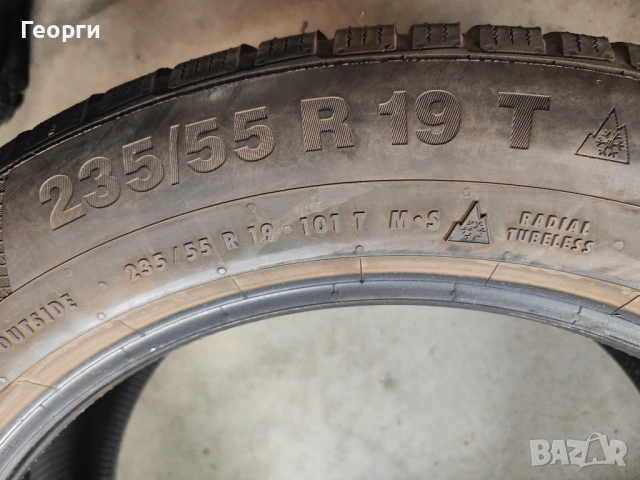 Георги
235/55 R 19 T
235/55 R 19 · 101 T M·S
RADIAL
TUBELESS
OUTSIDE
BAZAR